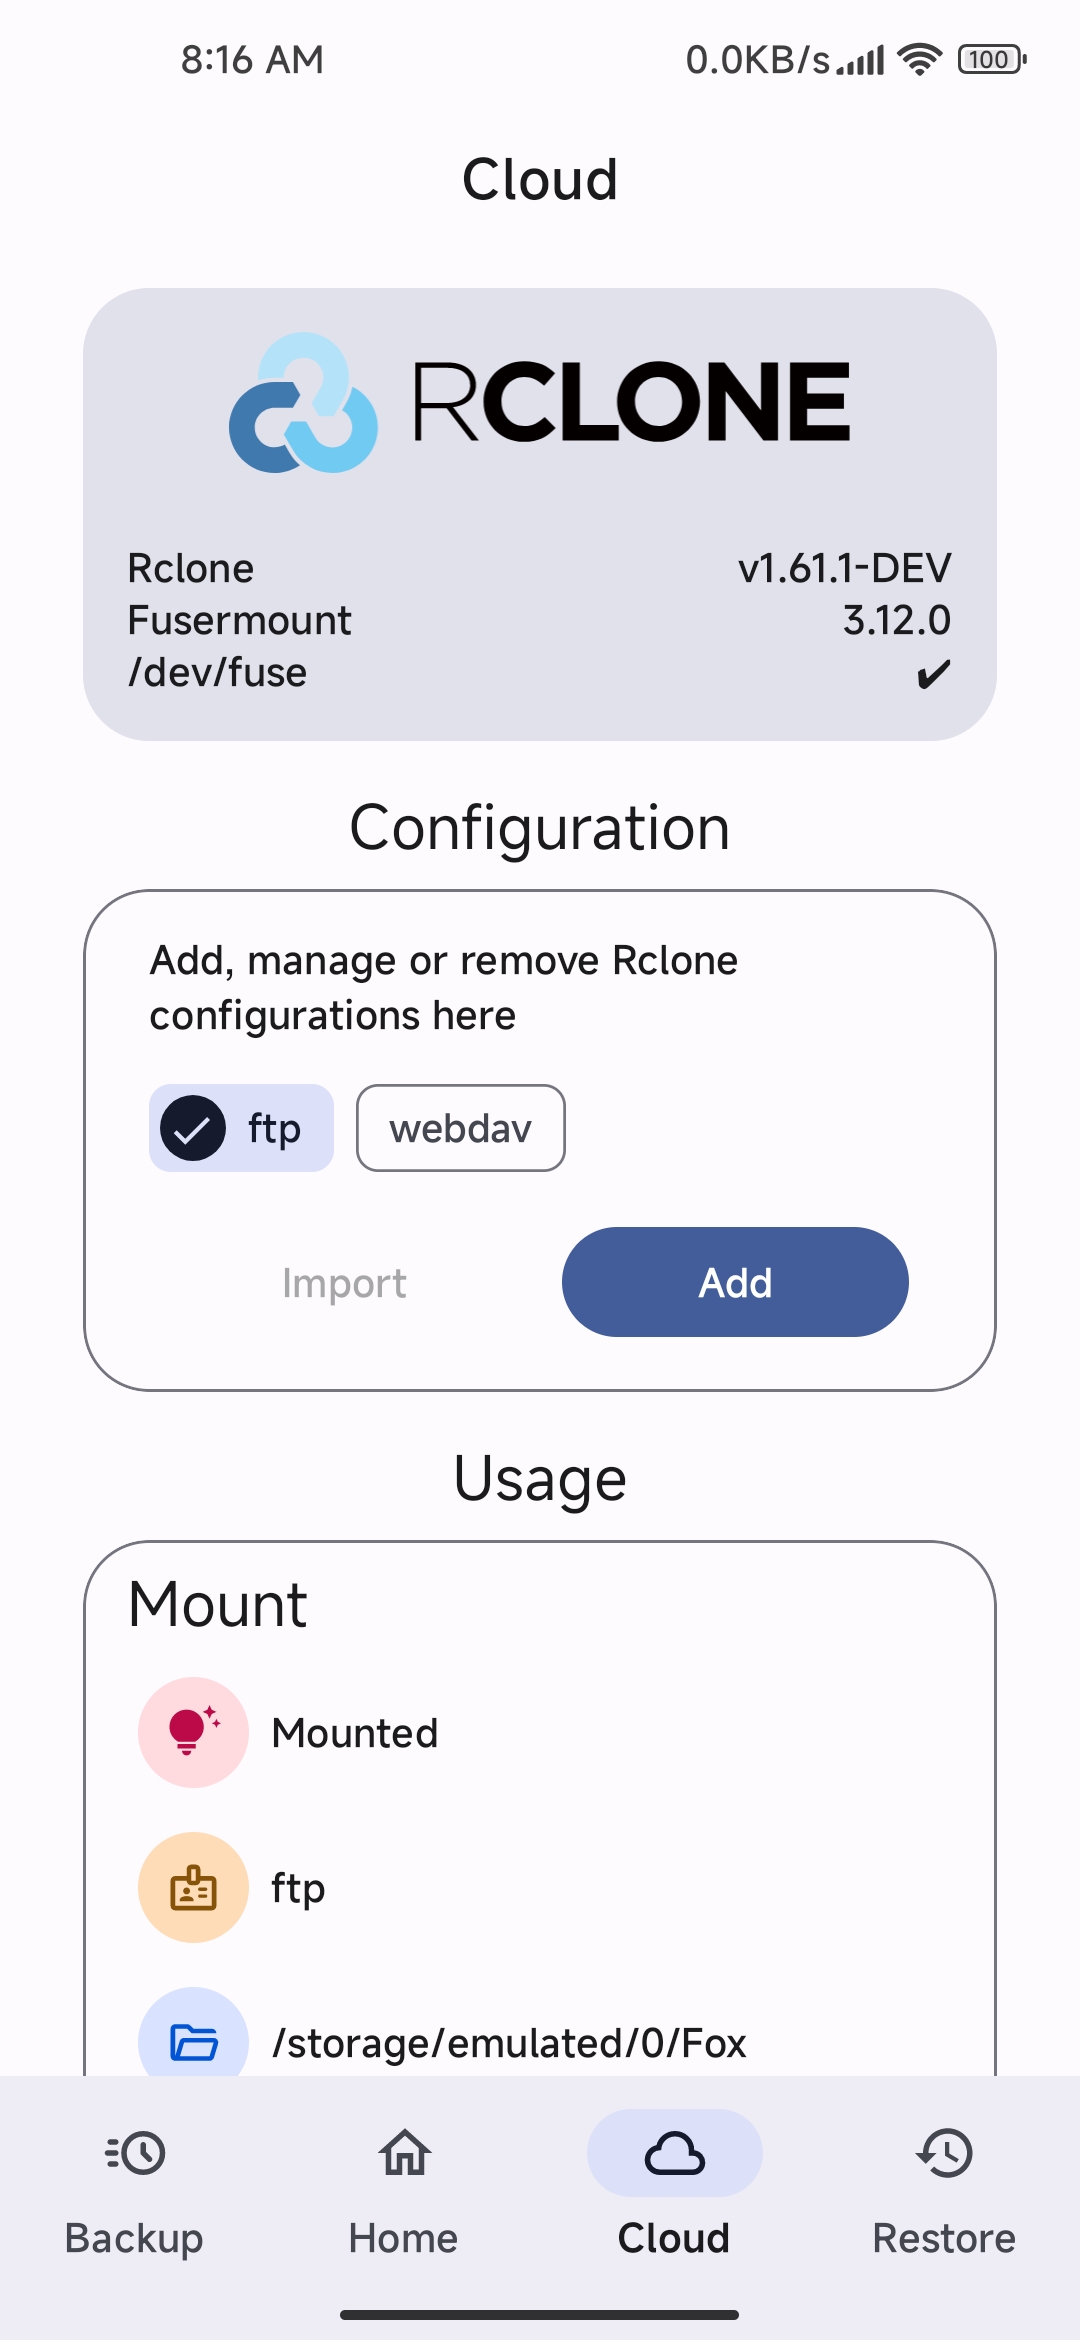 8:16 AM 0.0KB/s 100
Cloud
RCLONE
Rclone v1.61.1-DEV
Fusermount 3.12.0
/dev/fuse ✔
Configuration
Add, manage or remove Rclone
configurations here
ftp webdav
Import Add
Usage
Mount
Mounted
ftp
/storage/emulated/0/Fox
Backup Home Cloud Restore